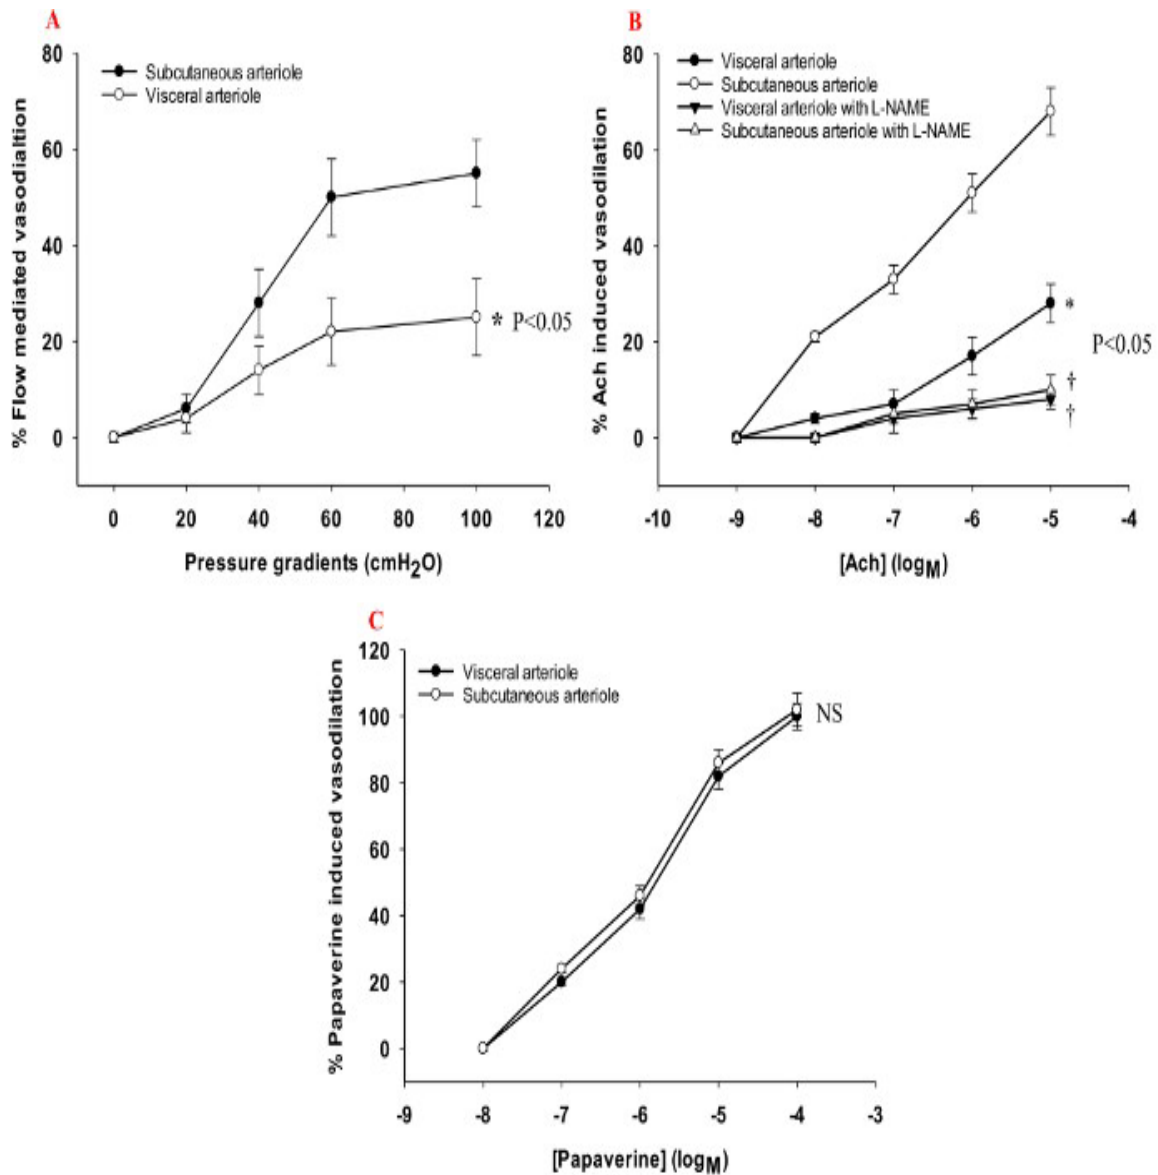 A
80
60
40
20
0
% Flow mediated vasodialtion
Subcutaneous arteriole
Visceral arteriole
* P<0.05
0 20 40 60 80 100 120
Pressure gradients (cmH2O)
B
80
60
40
20
0
% Ach induced vasodilation
Visceral arteriole
Subcutaneous arteriole
Visceral arteriole with L-NAME
Subcutaneous arteriole with L-NAME
*
P<0.05
†
†
-10 -9 -8 -7 -6 -5 -4
[Ach] (logM)
C
120
100
80
60
40
20
0
% Papaverine induced vasodilation
Visceral arteriole
Subcutaneous arteriole
NS
-9 -8 -7 -6 -5 -4 -3
[Papaverine] (logM)